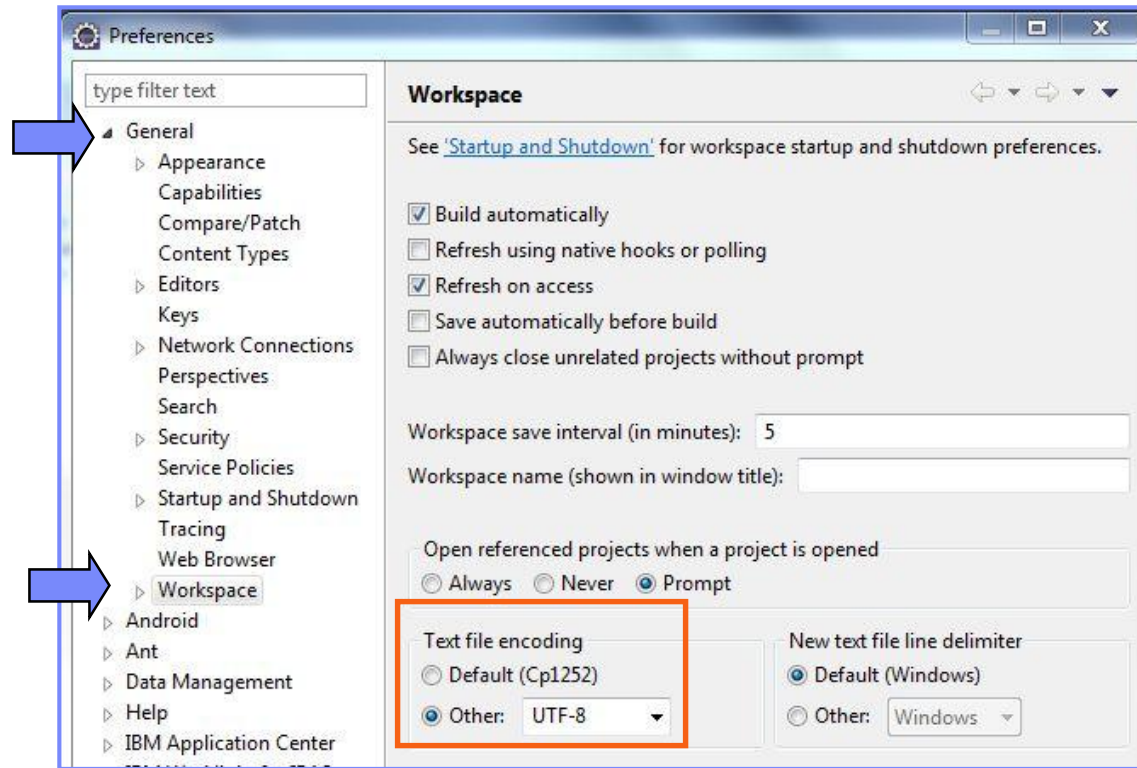 Preferences
type filter text
General
Appearance
Capabilities
Compare/Patch
Content Types
Editors
Keys
Network Connections
Perspectives
Search
Security
Service Policies
Startup and Shutdown
Tracing
Web Browser
Workspace
Android
Ant
Data Management
Help
IBM Application Center
Workspace
See 'Startup and Shutdown' for workspace startup and shutdown preferences.
Build automatically
Refresh using native hooks or polling
Refresh on access
Save automatically before build
Always close unrelated projects without prompt
Workspace save interval (in minutes): 5
Workspace name (shown in window title):
Open referenced projects when a project is opened
Always Never Prompt
Text file encoding
Default (Cp1252)
Other: UTF-8
New text file line delimiter
Default (Windows)
Other: Windows